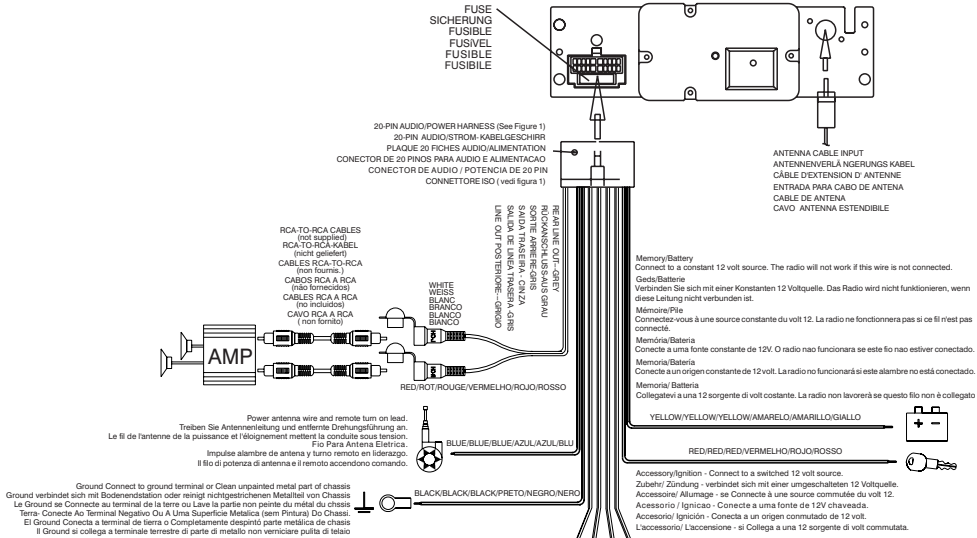 FUSE
SICHERUNG
FUSIBLE
FUSíVEL
FUSIBLE
FUSIBILE
20-PIN AUDIO/POWER HARNESS (See Figure 1)
20-PIN AUDIO/STROM- KABELGESCHIRR
PLAQUE 20 FICHES AUDIO/ALIMENTATION
CONECTOR DE 20 PINOS PARA AUDIO E ALIMENTACAO
CONECTOR DE AUDIO / POTENCIA DE 20 PIN
CONNETTORE ISO ( vedi figura 1)
ANTENNA CABLE INPUT
ANTENNENVERLÄ NGERUNGS KABEL
CÂBLE D'EXTENSION D' ANTENNE
ENTRADA PARA CABO DE ANTENA
CABLE DE ANTENA
CAVO ANTENNA ESTENDIBILE
REAR LINE OUT--GREY
RÜCKANSCHLUSS-AUS GRAU
SORTIE ARRIERE-GRIS
SAIDA TRASEIRA - CINZA
SALIDA DE LINEA TRASERA -GRIS
LINE OUT POSTERIORE---GRIGIO
RCA-TO-RCA CABLES
(not supplied)
RCA-TO-RCA-KABEL
(nicht geliefert)
CABLES RCA-TO-RCA
(non fournis.)
CABOS RCA A RCA
(não fornecidos)
CABLES RCA A RCA
(no incluidos)
CAVO RCA A RCA
( non fornito)
WHITE
WEISS
BLANC
BRANCO
BLANCO
BIANCO
AMP
RED/ROT/ROUGE/VERMELHO/ROJO/ROSSO
Memory/Battery
Connect to a constant 12 volt source. The radio will not work if this wire is not connected.
Geds/Batterie
Verbinden Sie sich mit einer Konstanten 12 Voltquelle. Das Radio wird nicht funktionieren, wenn
diese Leitung nicht verbunden ist.
Mémoire/Pile
Connectez-vous à une source constante du volt 12. La radio ne fonctionnera pas si ce fil n'est pas
connecté.
Memória/Bateria
Conecte a uma fonte constante de 12V. O radio nao funcionara se este fio nao estiver conectado.
Memoria/Batería
Conecte a un origen constante de 12 volt. La radio no funcionará si este alambre no está conectado.
Memoria/ Batteria
Collegatevi a una 12 sorgente di volt costante. La radio non lavorerà se questo filo non è collegato
YELLOW/YELLOW/YELLOW/AMARELO/AMARILLO/GIALLO
RED/RED/RED/VERMELHO/ROJO/ROSSO
Accessory/Ignition - Connect to a switched 12 volt source.
Zubehr/ Zündung - verbindet sich mit einer umgeschalteten 12 Voltquelle.
Accessoire/ Allumage - se Connecte à une source commutée du volt 12.
Acessorio / Ignicao - Conecte a uma fonte de 12V chaveada.
Accesorio/ Ignición - Conecta a un origen conmutado de 12 volt.
L'accessorio/ L'accensione - si Collega a una 12 sorgente di volt commutata.
Power antenna wire and remote turn on lead.
Treiben Sie Antennenleitung und entfernte Drehungsführung an.
Le fil de l'antenne de la puissance et l'éloignement mettent la conduite sous tension.
Fio Para Antena Eletrica.
Impulse alambre de antena y turno remoto en liderazgo.
Il filo di potenza di antenna e il remoto accendono comando.
BLUE/BLUE/BLUE/AZUL/AZUL/BLU
Ground Connect to ground terminal or Clean unpainted metal part of chassis
Ground verbindet sich mit Bodenendstation oder reinigt nichtgestrichenen Metallteil von Chassis
Le Ground se Connecte au terminal de la terre ou Lave la partie non peinte du métal du chssis
Terra- Conecte Ao Terminal Negativo Ou A Uma Superfície Metalica (sem Pintura) Do Chassi.
El Ground Conecta a terminal de tierra o Completamente despintó parte metálica de chasis
Il Ground si collega a terminale terrestre di parte di metallo non verniciare pulita di telaio
BLACK/BLACK/BLACK/PRETO/NEGRO/NERO